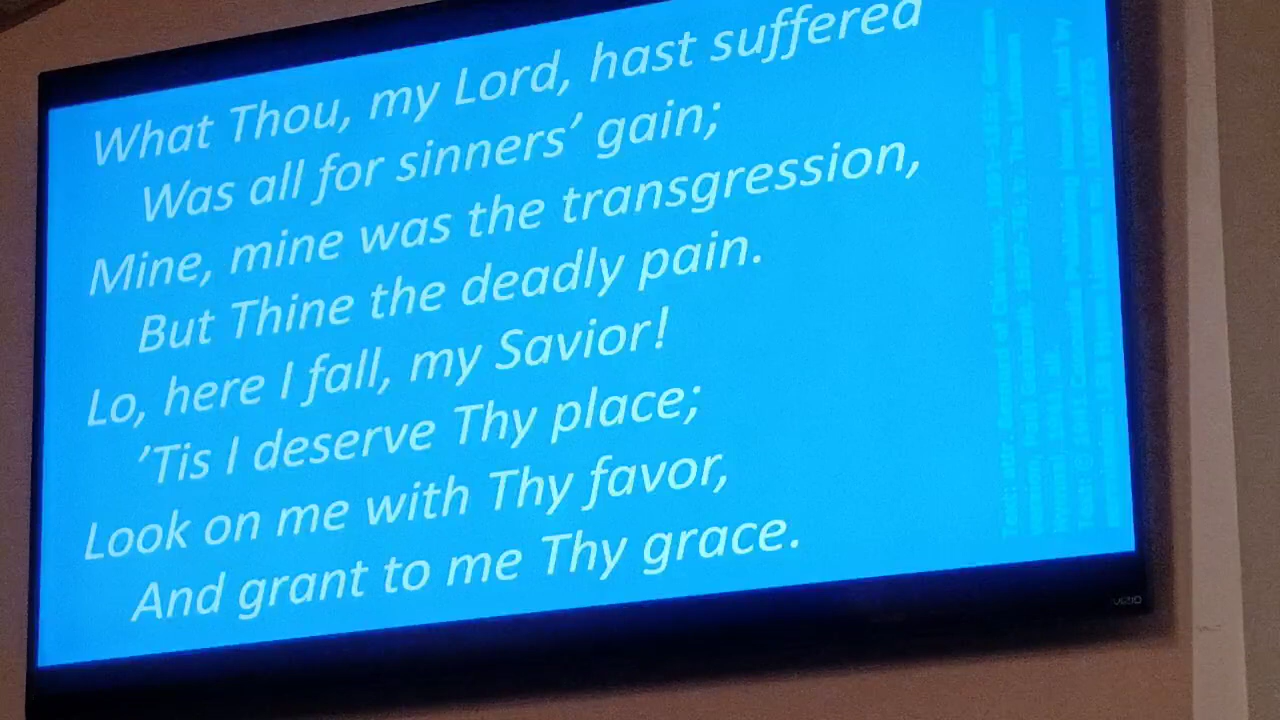 What Thou, my Lord, hast suffered
Was all for sinners’ gain;
Mine, mine was the transgression,
But Thine the deadly pain.
Lo, here I fall, my Savior!
’Tis I deserve Thy place;
Look on me with Thy favor,
And grant to me Thy grace.
VIZIO